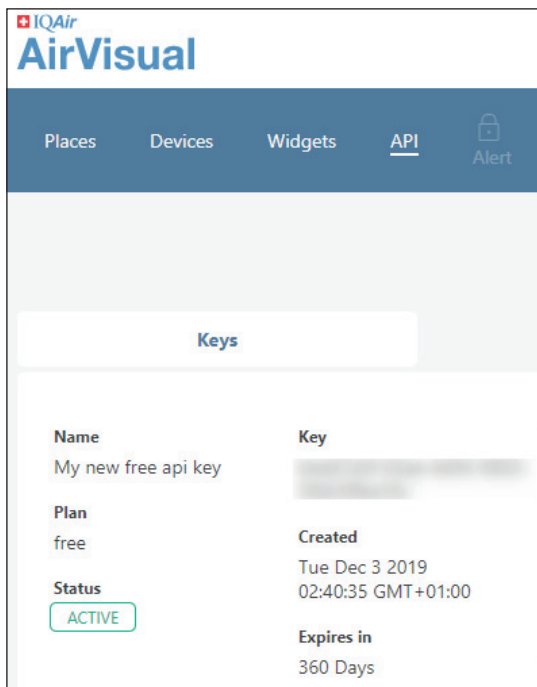 IQAir
AirVisual
Places Devices Widgets API Alert
Keys
Name
My new free api key
Plan
free
Status
ACTIVE
Key
Created
Tue Dec 3 2019
02:40:35 GMT+01:00
Expires in
360 Days